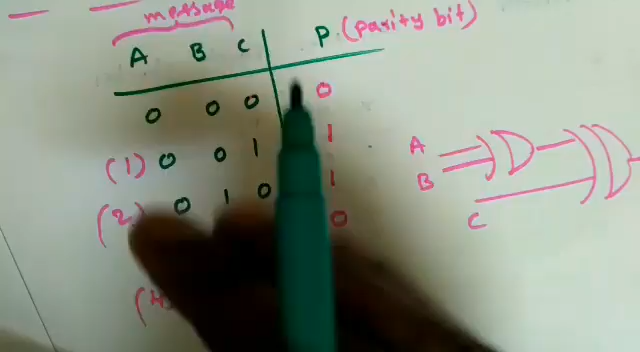 message
A B C P (parity bit)
0 0 0 0
(1) 0 0 1 1
(2) 0 1 0 1
0
A
B
C